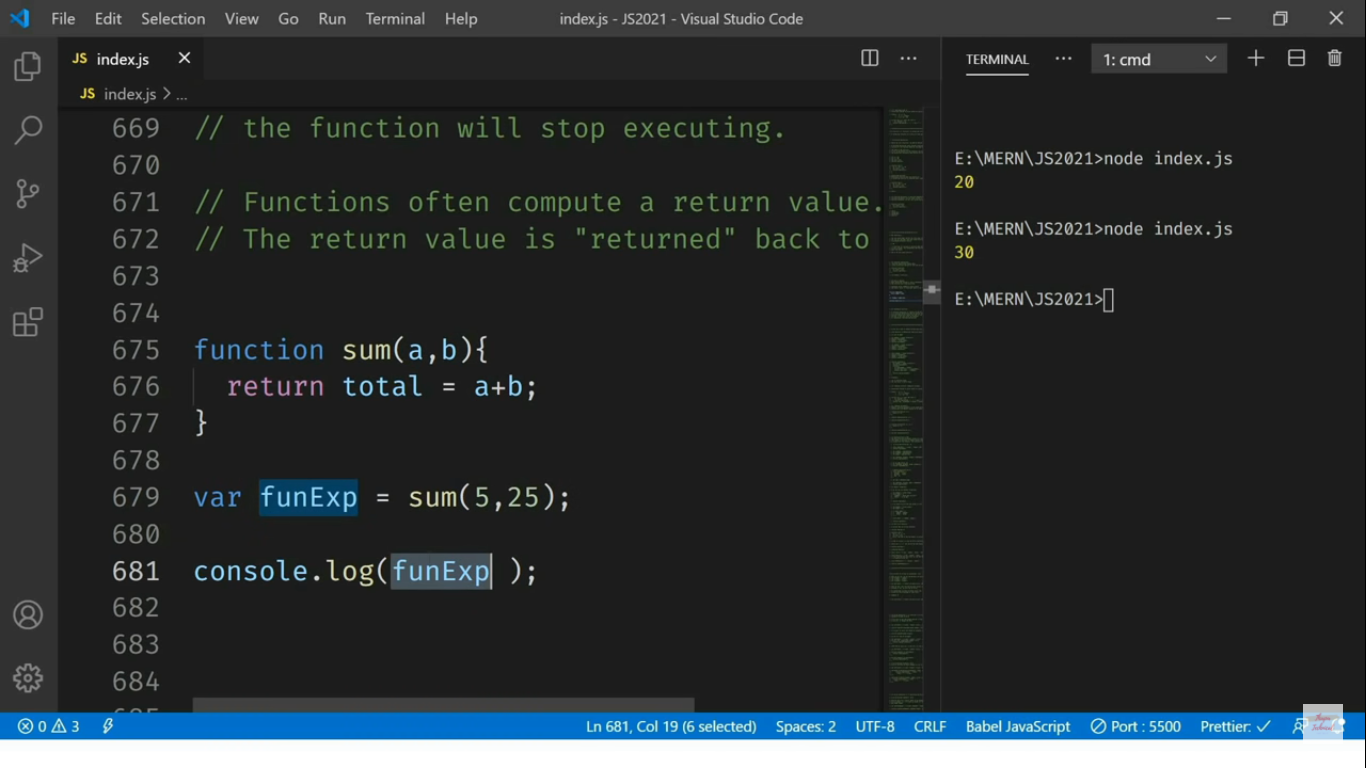 File Edit Selection View Go Run Terminal Help index.js - JS2021 - Visual Studio Code
JS index.js
JS index.js > ...
669 // the function will stop executing.
670
671 // Functions often compute a return value.
672 // The return value is "returned" back to
673
674
675 function sum(a,b){
676 return total = a+b;
677 }
678
679 var funExp = sum(5,25);
680
681 console.log(funExp );
682
683
684
TERMINAL ... 1: cmd
E:\MERN\JS2021>node index.js
20
E:\MERN\JS2021>node index.js
30
E:\MERN\JS2021>
0 3 Ln 681, Col 19 (6 selected) Spaces: 2 UTF-8 CRLF Babel JavaScript Port : 5500 Prettier: ✓